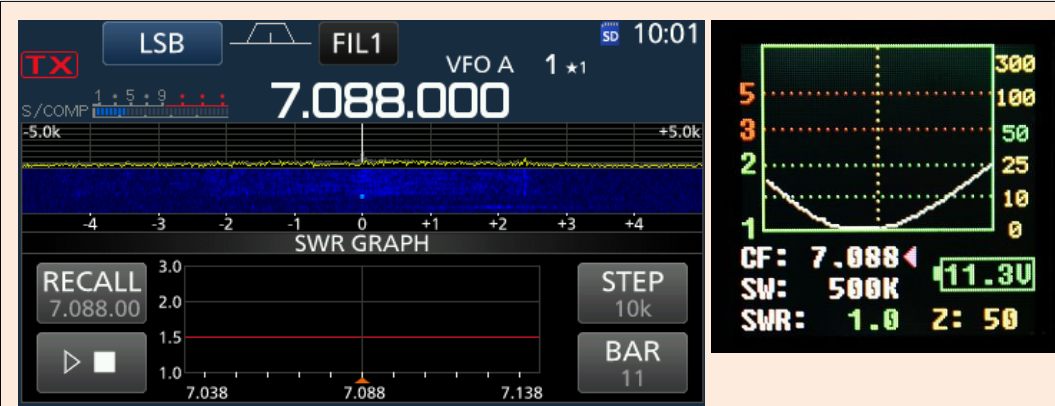 LSB FIL1 SD 10:01
TX VFO A 1 ★1
S/COMP 1 • 5 • 9 7.088.000
-5.0k +5.0k
-4 -3 -2 -1 0 +1 +2 +3 +4
SWR GRAPH
RECALL
7.088.00
3.0
2.0
1.5
1.0
7.038 7.088 7.138
STEP
10k
BAR
11
5
3
2
1
300
100
50
25
10
0
CF: 7.088
SW: 500K
11.3V
SWR: 1.0 Z: 50